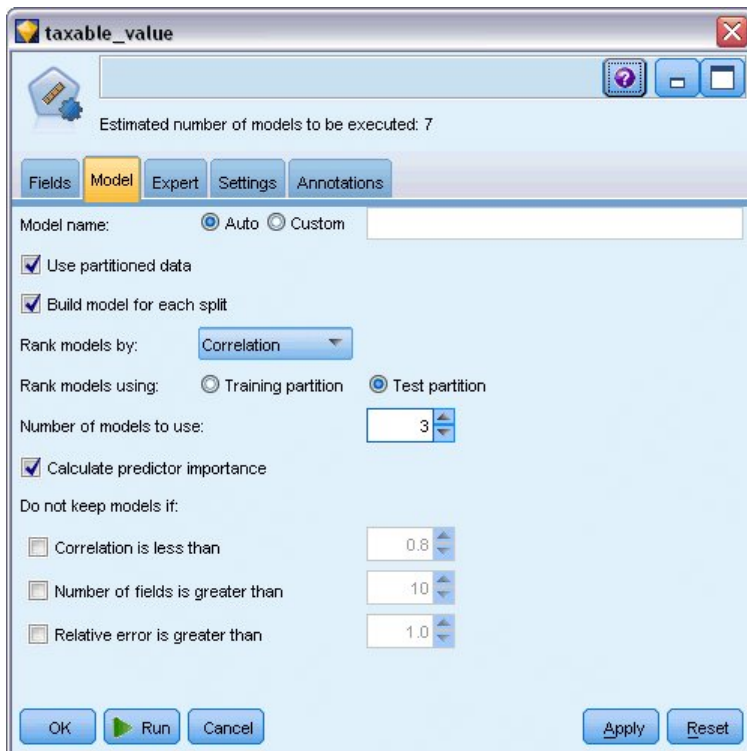 taxable_value
?
Estimated number of models to be executed: 7
Fields Model Expert Settings Annotations
Model name: Auto Custom
Use partitioned data
Build model for each split
Rank models by: Correlation
Rank models using: Training partition Test partition
Number of models to use: 3
Calculate predictor importance
Do not keep models if:
Correlation is less than 0.8
Number of fields is greater than 10
Relative error is greater than 1.0
OK Run Cancel Apply Reset